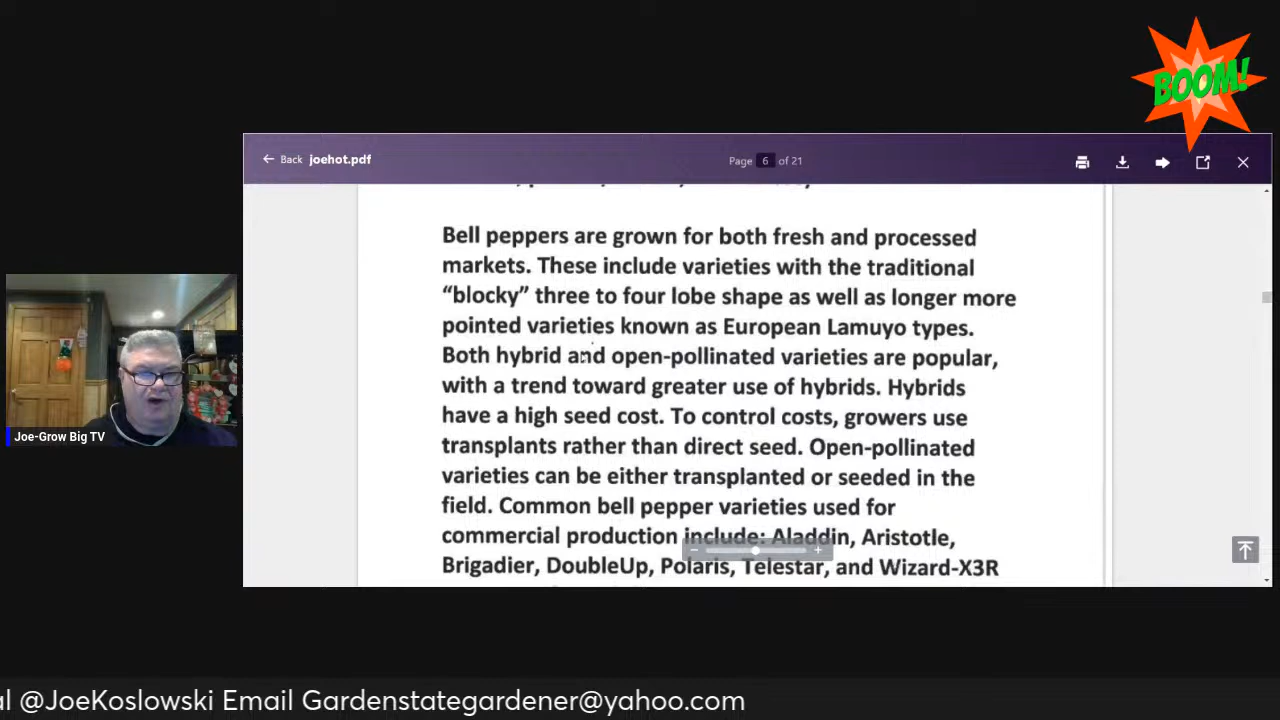 BOOM!
Back joehot.pdf Page 6 of 21
Bell peppers are grown for both fresh and processed
markets. These include varieties with the traditional
“blocky” three to four lobe shape as well as longer more
pointed varieties known as European Lamuyo types.
Both hybrid and open-pollinated varieties are popular,
with a trend toward greater use of hybrids. Hybrids
have a high seed cost. To control costs, growers use
transplants rather than direct seed. Open-pollinated
varieties can be either transplanted or seeded in the
field. Common bell pepper varieties used for
commercial production include: Aladdin, Aristotle,
Brigadier, DoubleUp, Polaris, Telestar, and Wizard-X3R
Joe-Grow Big TV
al @JoeKoslowski Email Gardenstategardener@yahoo.com